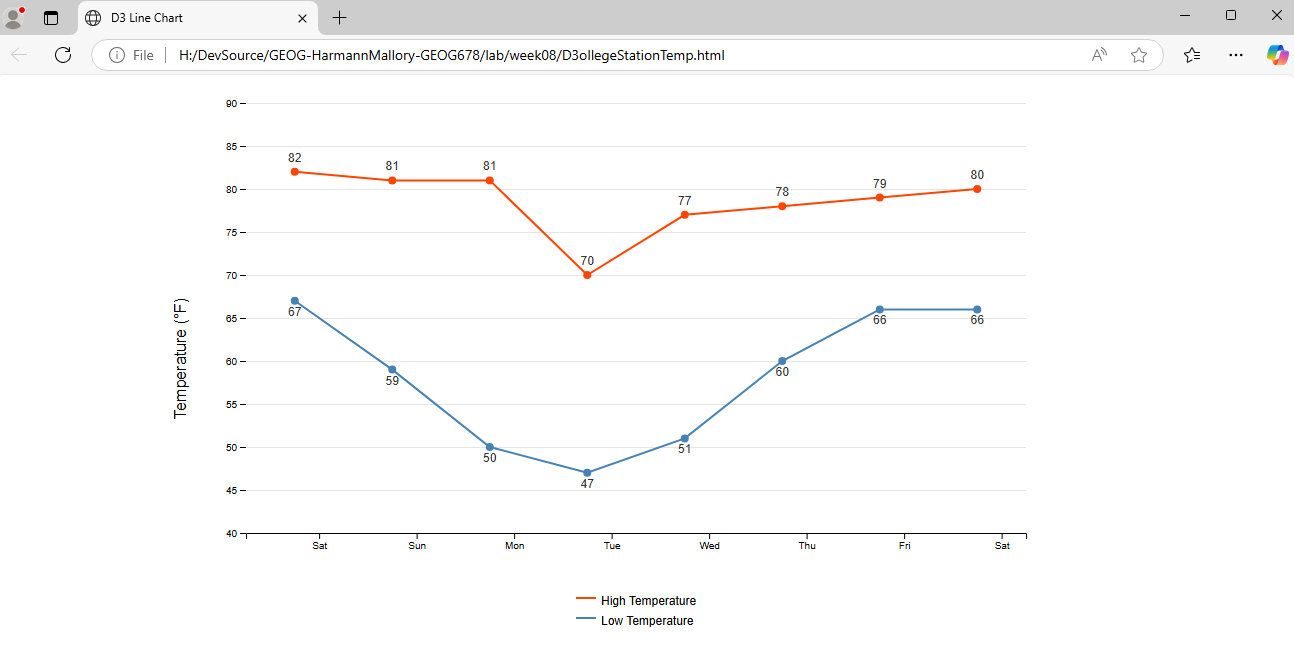 D3 Line Chart
File
H:/DevSource/GEOG-HarmannMallory-GEOG678/lab/week08/D3ollegeStationTemp.html
90
85
80
75
70
65
60
55
50
45
40
Temperature (°F)
82 81 81 70 77 78 79 80
67 59 50 47 51 60 66 66
Sat Sun Mon Tue Wed Thu Fri Sat
High Temperature
Low Temperature